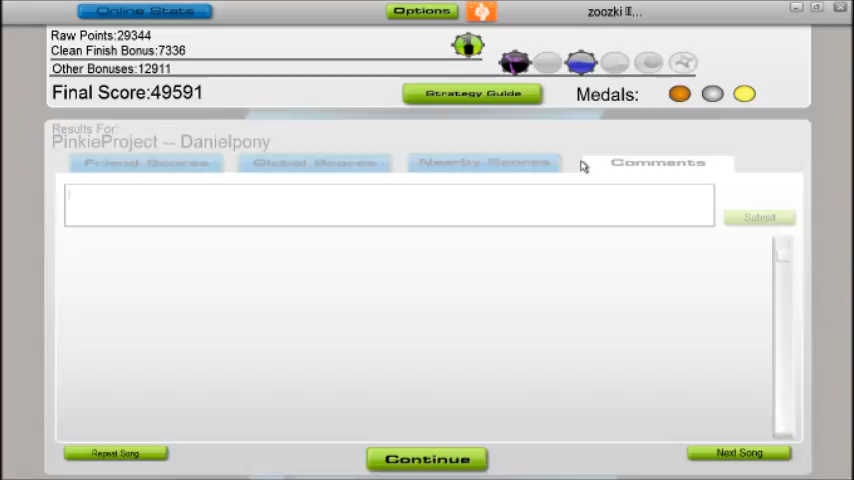 Online Stats
Options
zoozki
Raw Points:29344
Clean Finish Bonus:7336
Other Bonuses:12911
Final Score:49591
Strategy Guide
Medals:
Results For:
PinkieProject -- Danielpony
Friend Scores
Global Scores
Nearby Scores
Comments
Submit
Repeat Song
Continue
Next Song